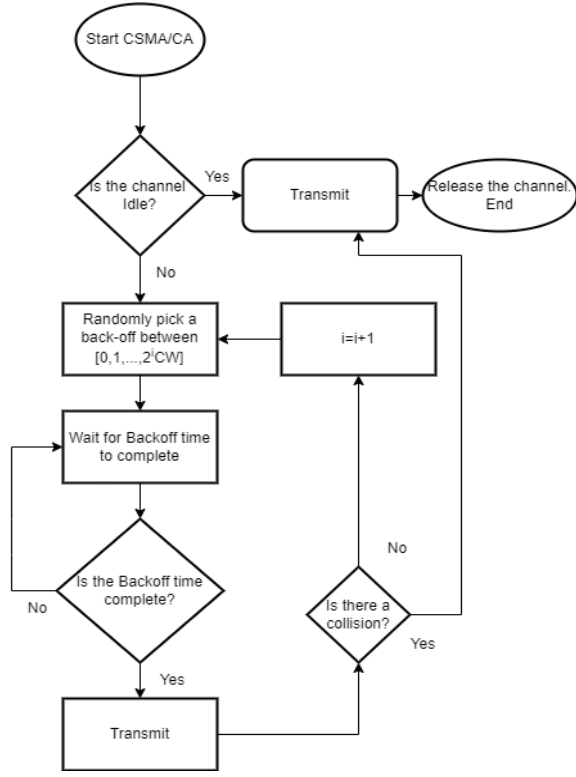 Start CSMA/CA
Is the channel
Idle?
Yes
Transmit
Release the channel.
End
No
Randomly pick a
back-off between
[0,1,...,2^iCW]
i=i+1
Wait for Backoff time
to complete
Is the Backoff time
complete?
No
Yes
Transmit
Is there a
collision?
No
Yes